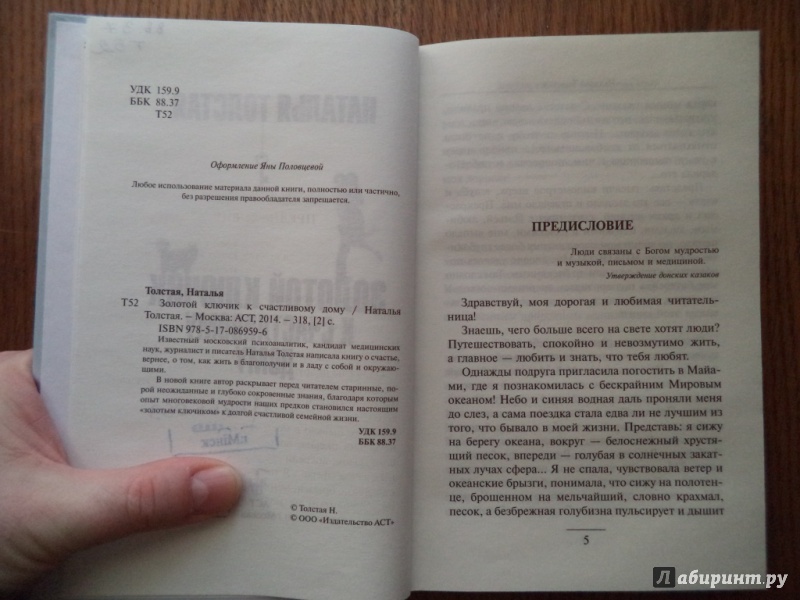 УДК 159.9
ББК 88.37
Т52
Оформление Яны Половцевой
Любое использование материала данной книги, полностью или частично,
без разрешения правообладателя запрещается.
Толстая, Наталья
Т52 Золотой ключик к счастливому дому / Наталья
Толстая. – Москва: АСТ, 2014. – 318, [2] с.
ISBN 978-5-17-086959-6
Известный московский психоаналитик, кандидат медицинских
наук, журналист и писатель Наталья Толстая написала книгу о счастье,
вернее, о том, как жить в благополучии и в ладу с собой и окружаю-
щими.
В новой книге автор раскрывает перед читателем старинные, по-
рой неожиданные и глубоко сокровенные знания, благодаря которым
опыт многовековой мудрости наших предков становился настоящим
«золотым ключиком» к долгой счастливой семейной жизни.
УДК 159.9
ББК 88.37
г.Минск
© Толстая Н.
© ООО «Издательство АСТ»
ПРЕДИСЛОВИЕ
Люди связаны с Богом мудростью
и музыкой, письмом и медициной.
Утверждение донских казаков
Здравствуй, моя дорогая и любимая читатель-
ница!
Знаешь, чего больше всего на свете хотят люди?
Путешествовать, спокойно и невозмутимо жить,
а главное — любить и знать, что тебя любят.
Однажды подруга пригласила погостить в Майа-
ми, где я познакомилась с бескрайним Мировым
океаном! Небо и синяя водная даль проняли меня
до слез, а сама поездка стала едва ли не лучшим из
того, что бывало в моей жизни. Представь: я сижу
на берегу океана, вокруг — белоснежный хрустя-
щий песок, впереди — голубая в солнечных закат-
ных лучах сфера... Я не спала, чувствовала ветер и
океанские брызги, понимала, что сижу на полотен-
це, брошенном на мельчайший, словно крахмал,
песок, а безбрежная голубизна пульсирует и дышит
5
Лабиринт.ру